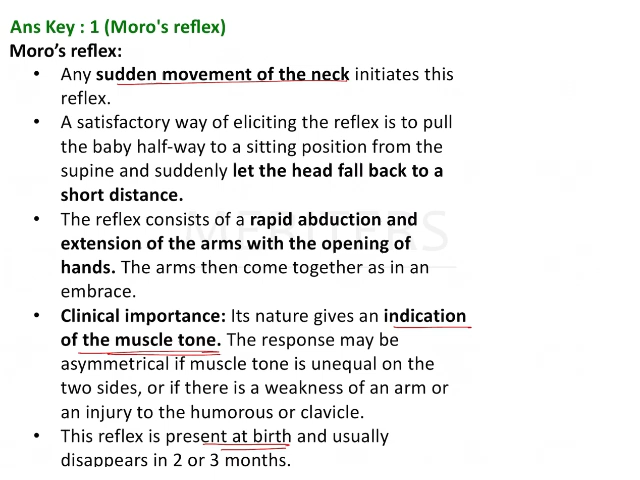 Ans Key : 1 (Moro's reflex)
Moro's reflex:
• Any sudden movement of the neck initiates this
reflex.
• A satisfactory way of eliciting the reflex is to pull
the baby half-way to a sitting position from the
supine and suddenly let the head fall back to a
short distance.
• The reflex consists of a rapid abduction and
extension of the arms with the opening of
hands. The arms then come together as in an
embrace.
• Clinical importance: Its nature gives an indication
of the muscle tone. The response may be
asymmetrical if muscle tone is unequal on the
two sides, or if there is a weakness of an arm or
an injury to the humorous or clavicle.
• This reflex is present at birth and usually
disappears in 2 or 3 months.